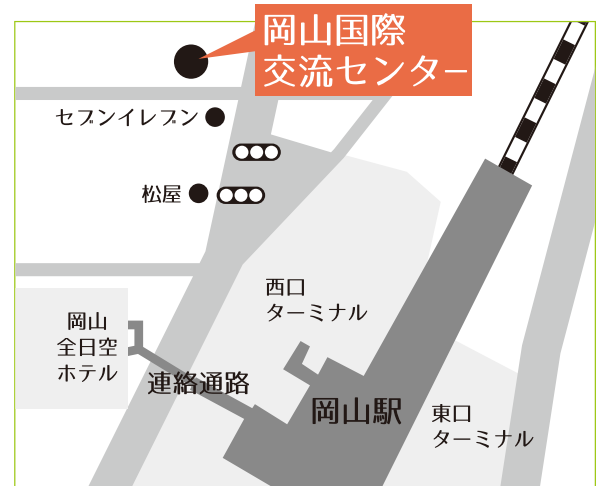 岡山国際
交流センター
セブンイレブン
松屋
西口
ターミナル
岡山
全日空
ホテル
連絡通路
岡山駅
東口
ターミナル